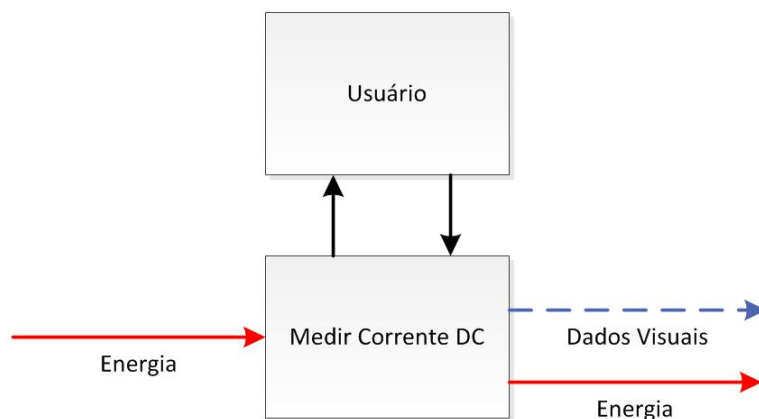 Usuário
Medir Corrente DC
Dados Visuais
Energia
Energia